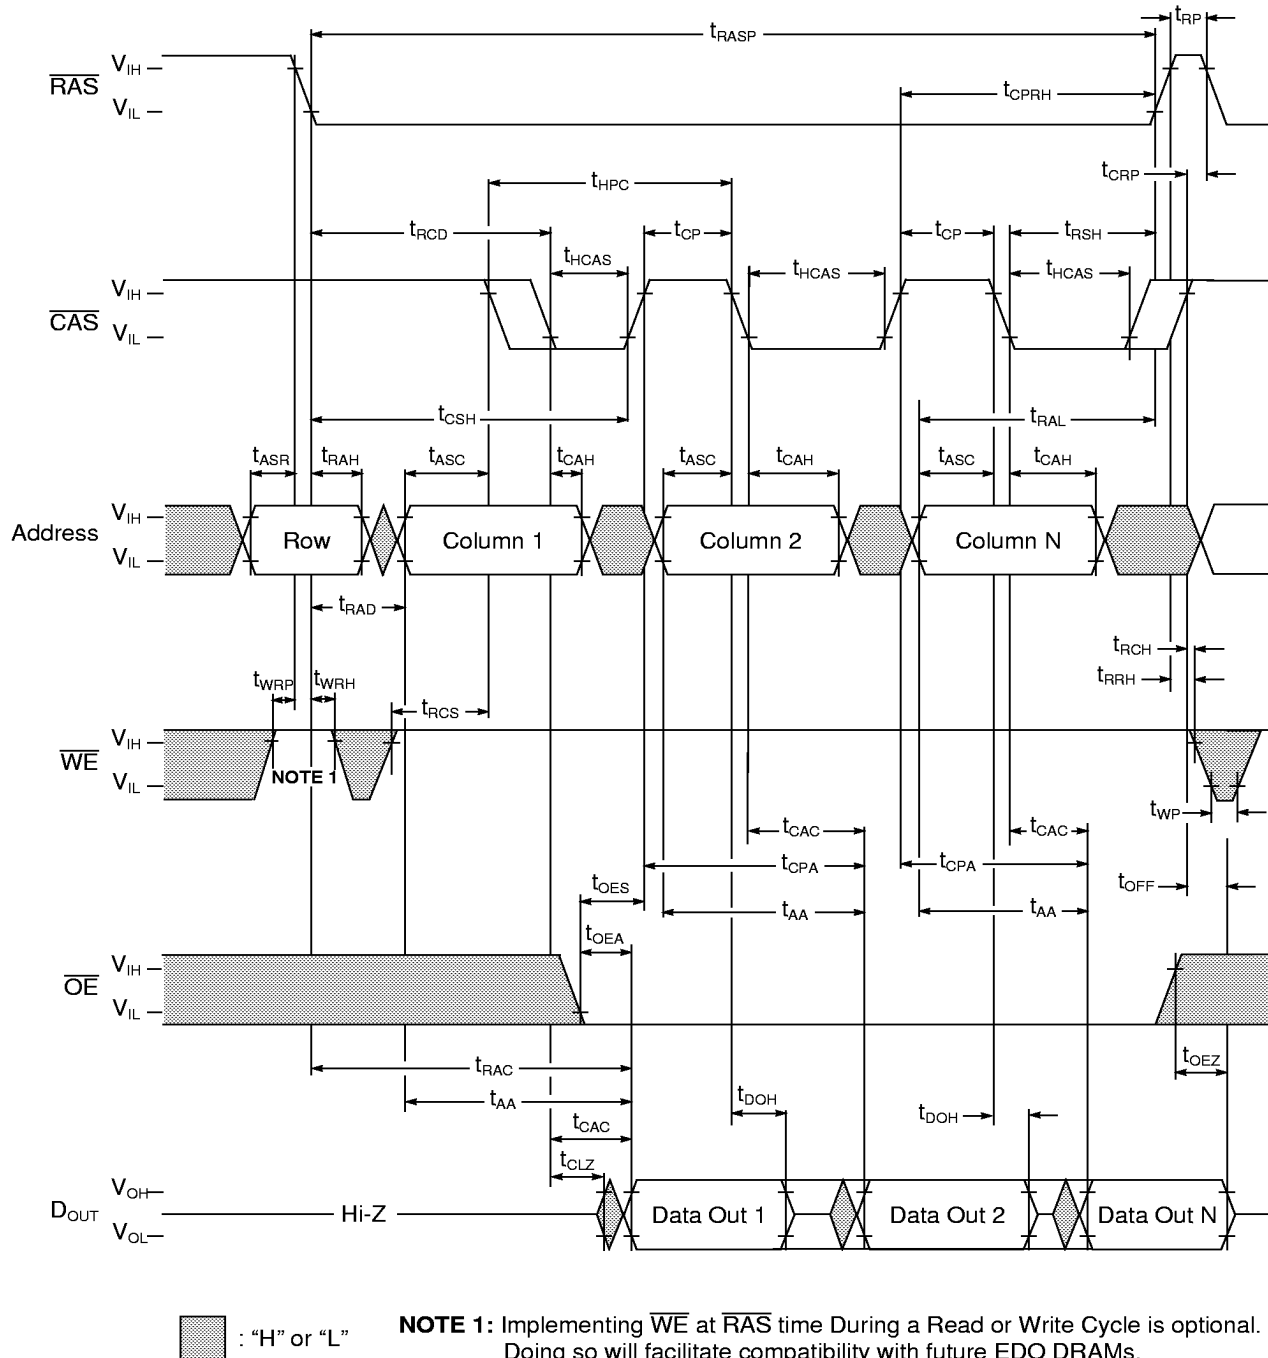 tRP
tRASP
VIH
RAS
VIL
tCPRH
tCRP
tHPC
tRCD
tCP
tCP
tRSH
tHCAS
tHCAS
tHCAS
VIH
CAS
VIL
tCSH
tRAL
tASR
tRAH
tASC
tCAH
tASC
tCAH
tASC
tCAH
VIH
Address
Row
Column 1
Column 2
Column N
VIL
tRAD
tRCH
tRRH
tWRP
tWRH
tRCS
VIH
WE
VIL
NOTE 1
tWP
tCAC
tCAC
tCPA
tCPA
tOES
tOFF
tAA
tAA
tOEA
VIH
OE
VIL
tRAC
tOEZ
tAA
tDOH
tDOH
tCAC
tCLZ
VOH
DOUT
Hi-Z
Data Out 1
Data Out 2
Data Out N
VOL
: “H” or “L”
NOTE 1: Implementing WE at RAS time During a Read or Write Cycle is optional.
Doing so will facilitate compatibility with future EDO DRAMs.